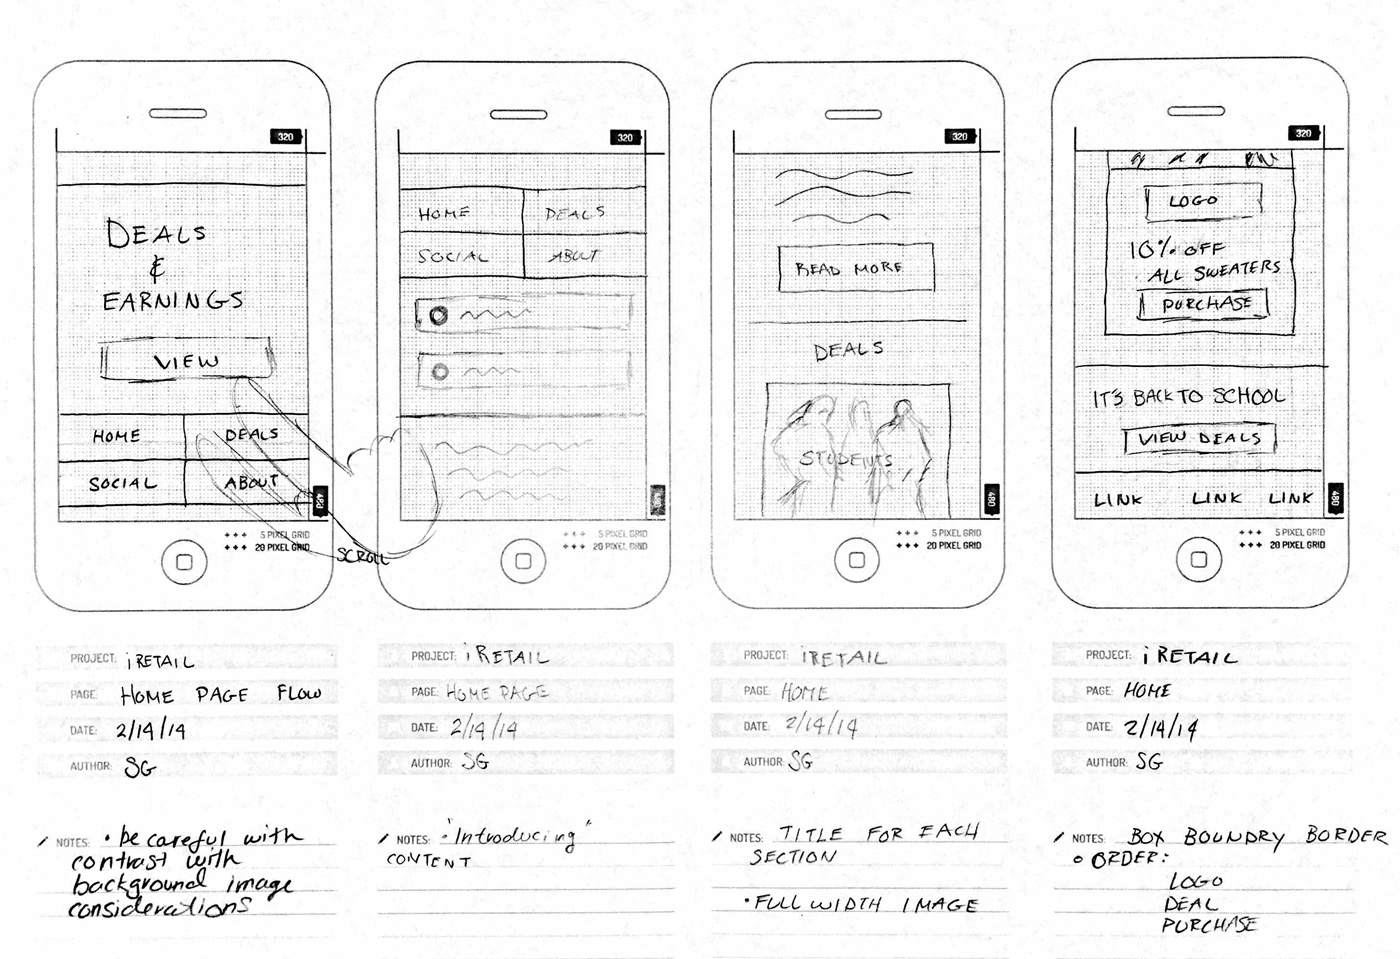 320
DEALS
&
EARNINGS
VIEW
HOME DEALS
SOCIAL ABOUT
480
5 PIXEL GRID
20 PIXEL GRID
SCROLL
PROJECT: iRETAIL
PAGE: HOME PAGE FLOW
DATE: 2/14/14
AUTHOR: SG
NOTES: • be careful with
contrast with
background image
considerations
320
HOME DEALS
SOCIAL ABOUT
480
5 PIXEL GRID
20 PIXEL GRID
PROJECT: iRETAIL
PAGE: HOME PAGE
DATE: 2/14/14
AUTHOR: SG
NOTES: • "Introducing"
CONTENT
320
READ MORE
DEALS
STUDENTS
480
5 PIXEL GRID
20 PIXEL GRID
PROJECT: iRETAIL
PAGE: HOME
DATE: 2/14/14
AUTHOR: SG
NOTES: TITLE FOR EACH
SECTION
• FULL WIDTH IMAGE
320
LOGO
10% OFF
ALL SWEATERS
PURCHASE
IT'S BACK TO SCHOOL
VIEW DEALS
LINK LINK LINK
480
5 PIXEL GRID
20 PIXEL GRID
PROJECT: iRETAIL
PAGE: HOME
DATE: 2/14/14
AUTHOR: SG
NOTES: BOX BOUNDRY BORDER
○ ORDER:
LOGO
DEAL
PURCHASE